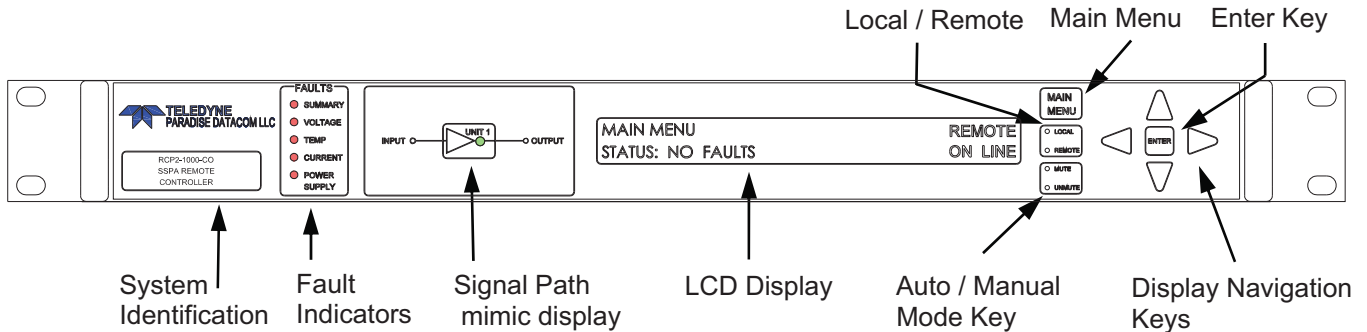 Local / Remote
Main Menu
Enter Key
TELEDYNE
PARADISE DATACOM LLC
RCP2-1000-CO
SSPA REMOTE
CONTROLLER
FAULTS
SUMMARY
VOLTAGE
TEMP
CURRENT
POWER
SUPPLY
INPUT
UNIT 1
OUTPUT
MAIN MENU REMOTE
STATUS: NO FAULTS ON LINE
MAIN
MENU
LOCAL
REMOTE
MUTE
UNMUTE
ENTER
System
Identification
Fault
Indicators
Signal Path
mimic display
LCD Display
Auto / Manual
Mode Key
Display Navigation
Keys